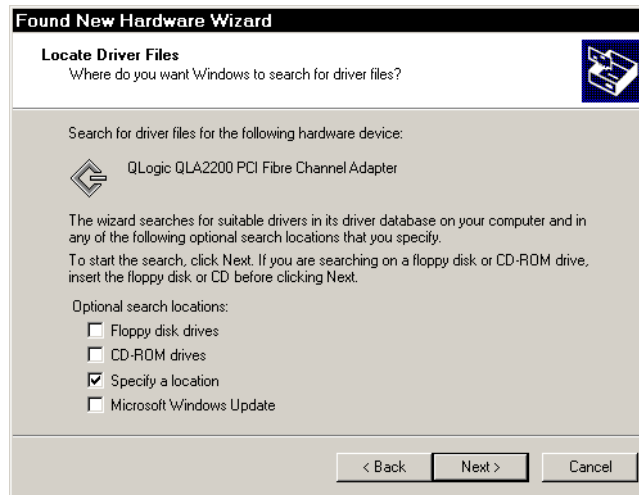 Found New Hardware Wizard
Locate Driver Files
Where do you want Windows to search for driver files?
Search for driver files for the following hardware device:
QLogic QLA2200 PCI Fibre Channel Adapter
The wizard searches for suitable drivers in its driver database on your computer and in
any of the following optional search locations that you specify.
To start the search, click Next. If you are searching on a floppy disk or CD-ROM drive,
insert the floppy disk or CD before clicking Next.
Optional search locations:
Floppy disk drives
CD-ROM drives
Specify a location
Microsoft Windows Update
< Back Next > Cancel